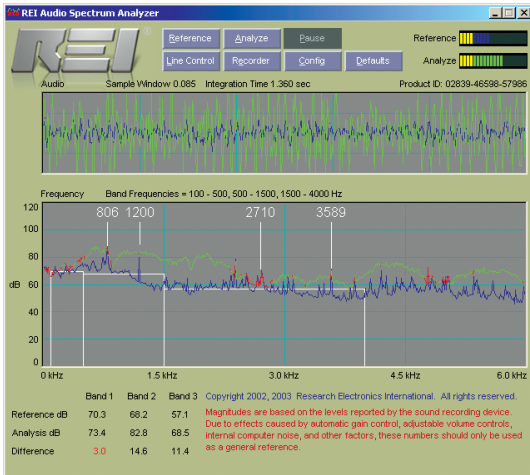 REI Audio Spectrum Analyzer
REI ®
Reference Analyze Pause
Line Control Recorder Config Defaults
Reference
Analyze
Audio Sample Window 0.085 Integration Time 1.360 sec Product ID: 02839-46598-57986
Frequency Band Frequencies = 100 - 500, 500 - 1500, 1500 - 4000 Hz
120
100
80
60
40
20
0
dB
806 1200 2710 3589
0 kHz 1.5 kHz 3.0 kHz 4.5 kHz 6.0 kHz
Band 1 Band 2 Band 3
Reference dB 70.3 68.2 57.1
Analysis dB 73.4 82.8 68.5
Difference 3.0 14.6 11.4
Copyright 2002, 2003 Research Electronics International. All rights reserved.
Magnitudes are based on the levels reported by the sound recording device.
Due to effects caused by automatic gain control, adjustable volume controls,
internal computer noise, and other factors, these numbers should only be used
as a general reference.